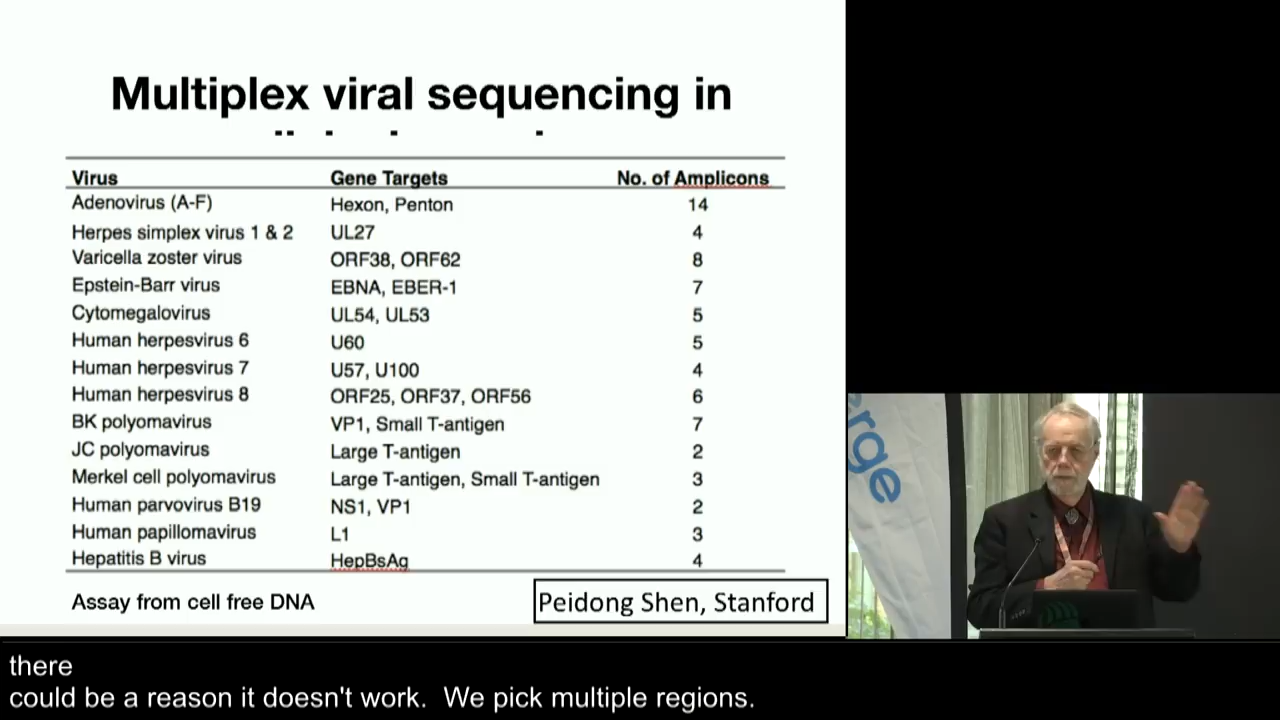 Multiplex viral sequencing in
Virus Gene Targets No. of Amplicons
Adenovirus (A-F) Hexon, Penton 14
Herpes simplex virus 1 & 2 UL27 4
Varicella zoster virus ORF38, ORF62 8
Epstein-Barr virus EBNA, EBER-1 7
Cytomegalovirus UL54, UL53 5
Human herpesvirus 6 U60 5
Human herpesvirus 7 U57, U100 4
Human herpesvirus 8 ORF25, ORF37, ORF56 6
BK polyomavirus VP1, Small T-antigen 7
JC polyomavirus Large T-antigen 2
Merkel cell polyomavirus Large T-antigen, Small T-antigen 3
Human parvovirus B19 NS1, VP1 2
Human papillomavirus L1 3
Hepatitis B virus HepBsAg 4
Assay from cell free DNA
Peidong Shen, Stanford
erge
there
could be a reason it doesn't work. We pick multiple regions.